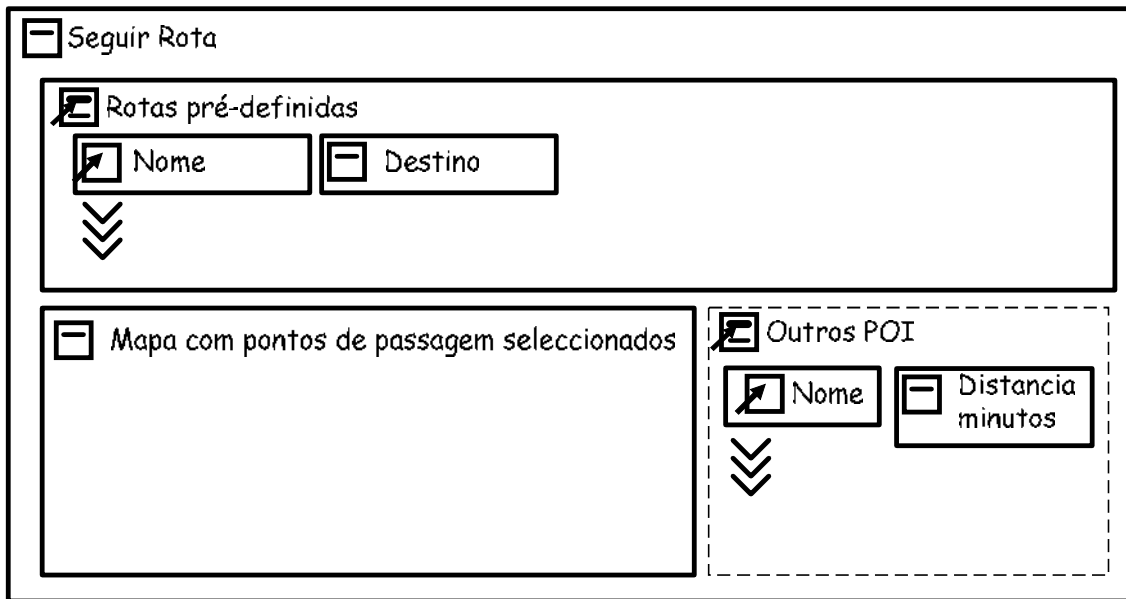 Seguir Rota
Rotas pré-definidas
Nome
Destino
Mapa com pontos de passagem seleccionados
Outros POI
Nome
Distancia
minutos